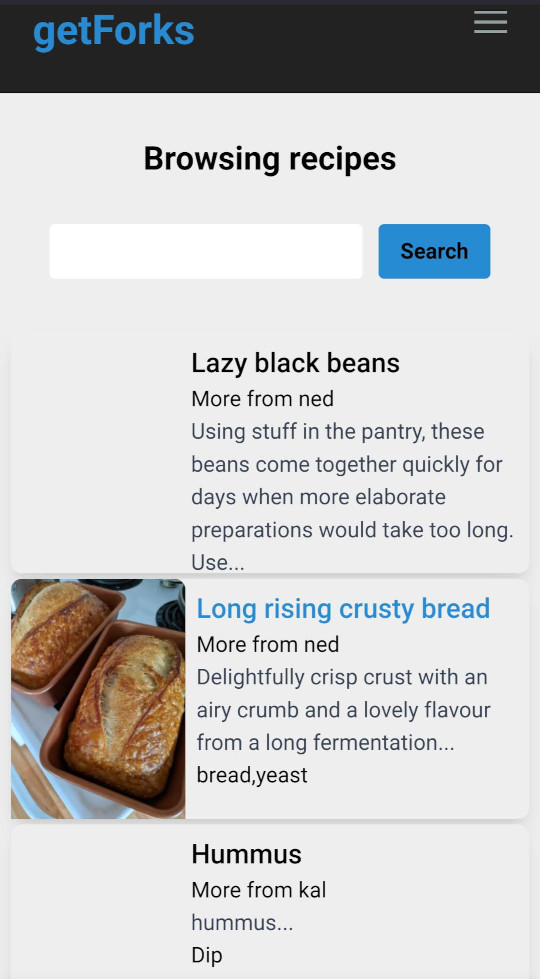 getForks
Browsing recipes
Search
Lazy black beans
More from ned
Using stuff in the pantry, these
beans come together quickly for
days when more elaborate
preparations would take too long.
Use...
Long rising crusty bread
More from ned
Delightfully crisp crust with an
airy crumb and a lovely flavour
from a long fermentation...
bread,yeast
Hummus
More from kal
hummus...
Dip